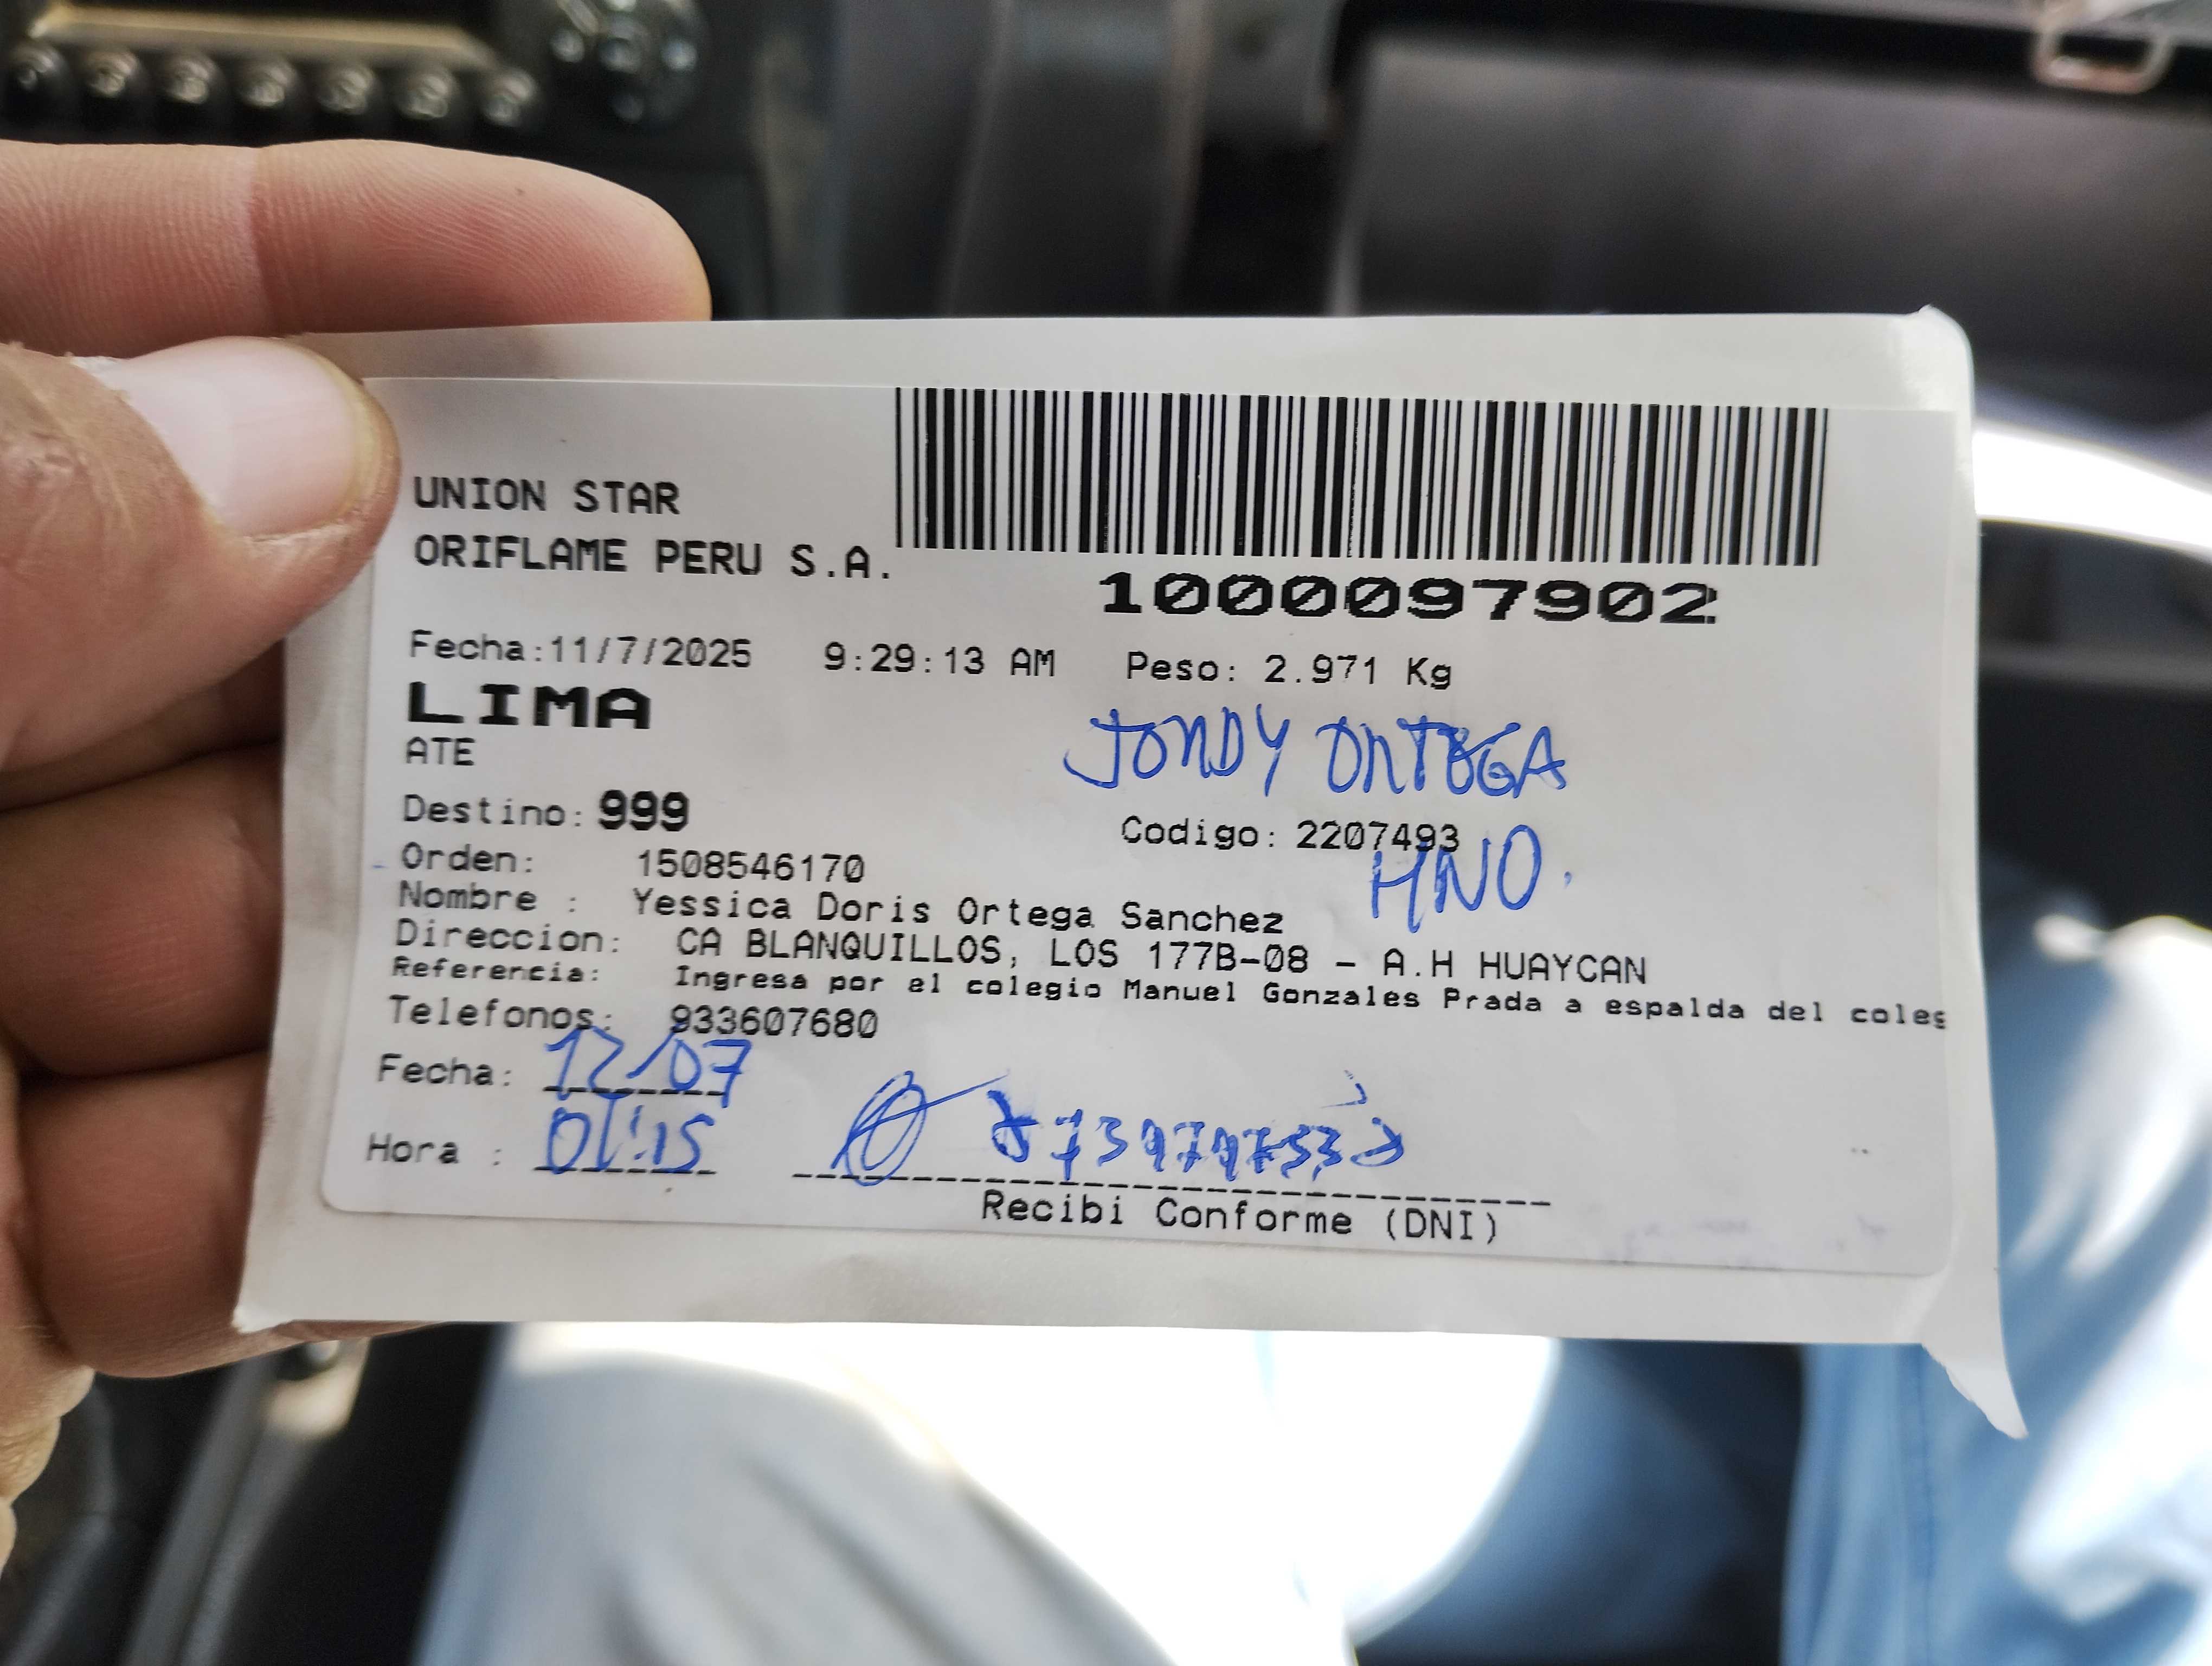 UNION STAR
ORIFLAME PERU S.A.
1000097902
Fecha:11/7/2025 9:29:13 AM Peso: 2.971 Kg
LIMA
ATE
JORDY ORTEGA
Destino: 999
Codigo: 2207493
Orden: 1508546170
HNO.
Nombre : Yessica Doris Ortega Sanchez
Direccion: CA BLANQUILLOS, LOS 177B-08 - A.H HUAYCAN
Referencia: Ingresa por el colegio Manuel Gonzales Prada a espalda del coleg
Telefonos: 933607680
Fecha: 12/07
Hora : 01:15
Recibi Conforme (DNI)